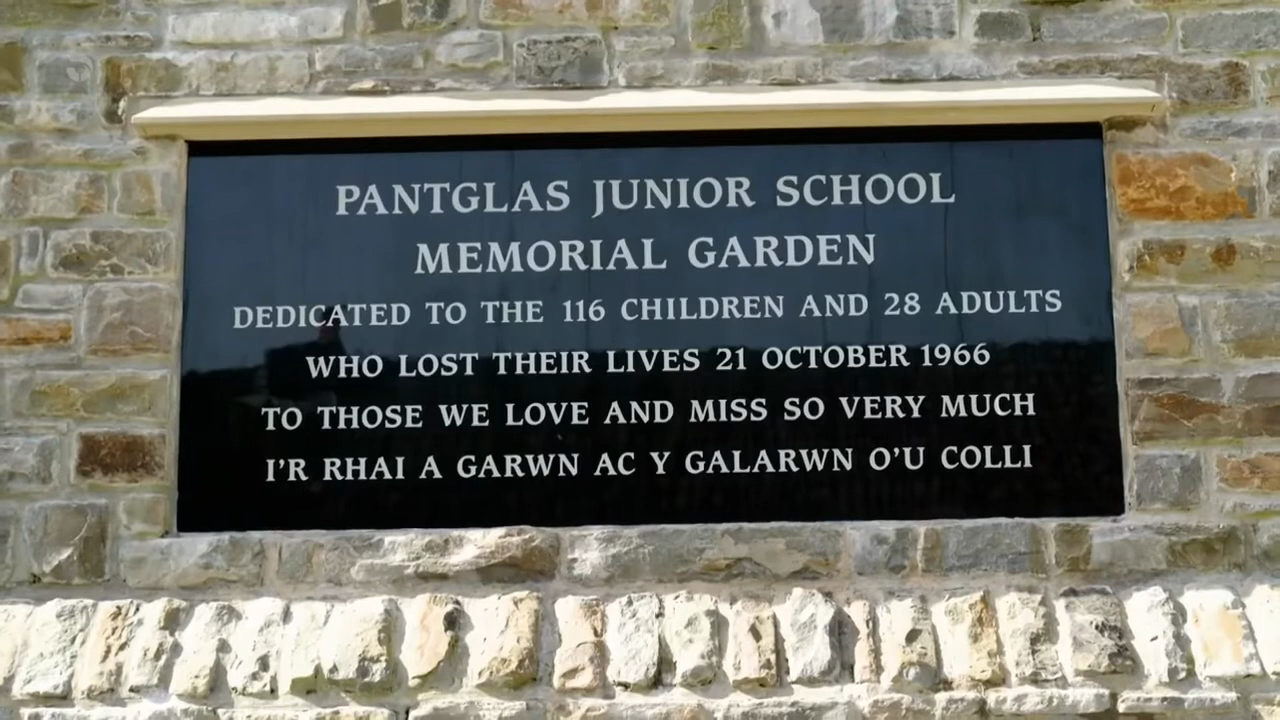 PANTGLAS JUNIOR SCHOOL
MEMORIAL GARDEN
DEDICATED TO THE 116 CHILDREN AND 28 ADULTS
WHO LOST THEIR LIVES 21 OCTOBER 1966
TO THOSE WE LOVE AND MISS SO VERY MUCH
I'R RHAI A GARWN AC Y GALARWN O'U COLLI